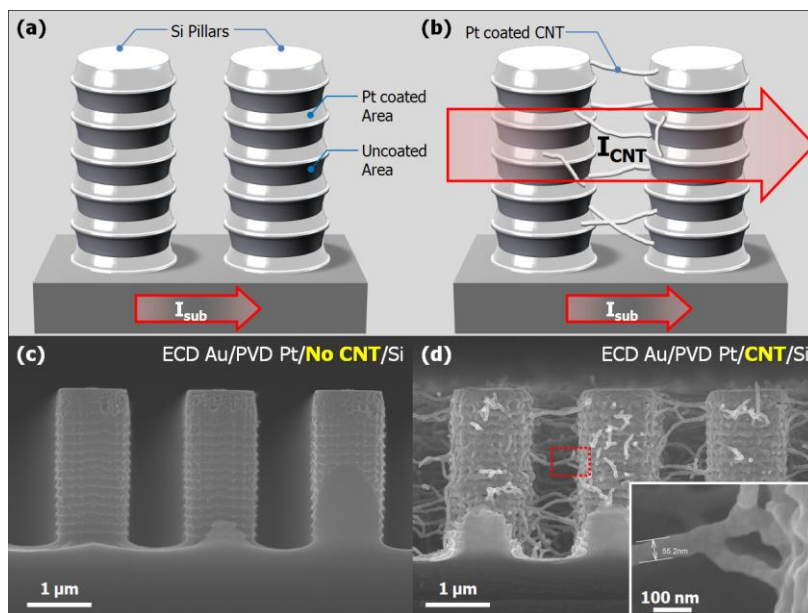 (a)
Si Pillars
Pt coated
Area
Uncoated
Area
I_sub
(b)
Pt coated CNT
I_CNT
I_sub
(c)
ECD Au/PVD Pt/No CNT/Si
1 μm
(d)
ECD Au/PVD Pt/CNT/Si
1 μm
55.2nm
100 nm